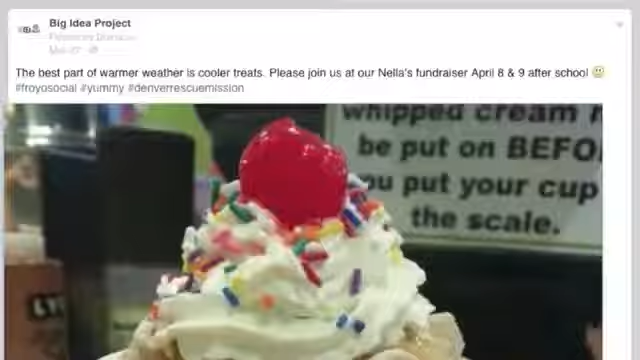 Big Idea Project
The best part of warmer weather is cooler treats. Please join us at our Nella's fundraiser April 8 & 9 after school
#froyosocial #yummy #denverrescuemission
whipped cream
be put on BEFO
you put your cup
the scale.